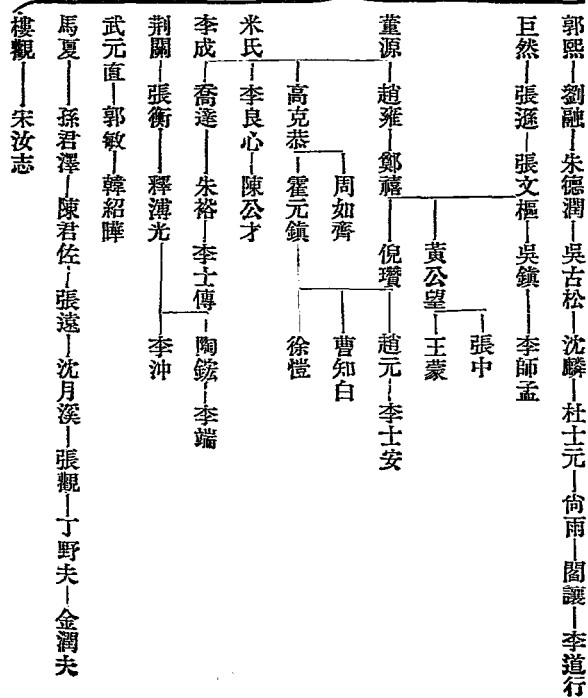 郭熙—劉融—朱德潤—吳古松—沈麟—杜士元—尙雨—閻讓—李道行
巨然—張遜—張文樞—吳鎮—李師孟
張中
黃公望—王蒙
董源—趙雍—鄭禧—倪瓚—趙元—李士安
周如齊 曹知白
高克恭—霍元鎮 徐愷
米氏—李良心—陳公才
李成—喬達—朱裕—李士傳—陶鉉—李端
荆關—張衡—釋溥光 李沖
武元直—郭敏—韓紹曄
馬夏—孫君澤—陳君佐—張遠—沈月溪—張觀—丁野夫—金潤夫
樓觀—宋汝志